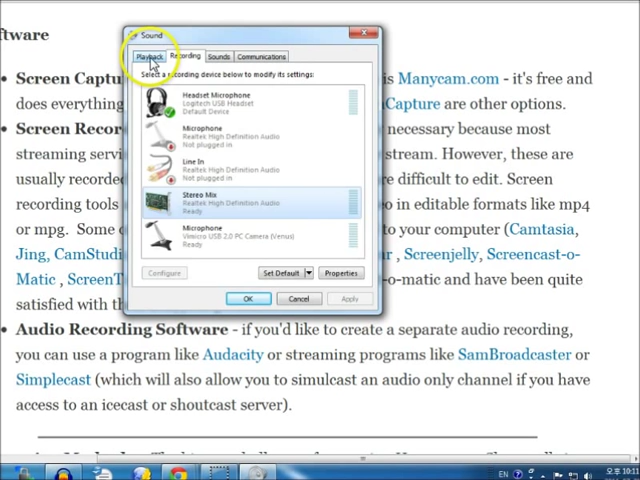 ftware
Sound
Playback Recording Sounds Communications
Select a recording device below to modify its settings:
Headset Microphone
Logitech USB Headset
Default Device
Microphone
Realtek High Definition Audio
Not plugged in
Line In
Realtek High Definition Audio
Not plugged in
Stereo Mix
Realtek High Definition Audio
Ready
Microphone
Vimicro USB 2.0 PC Camera (Venus)
Ready
Configure Set Default Properties
OK Cancel Apply
Screen Captu is Manycam.com - it's free and
does everything Capture are other options.
Screen Recor necessary because most
streaming servi stream. However, these are
usually recorded are difficult to edit. Screen
recording tools eo in editable formats like mp4
or mpg. Some to your computer (Camtasia,
Jing, CamStudi ar , Screenjelly, Screencast-o-
Matic , ScreenT -o-matic and have been quite
satisfied with th
Audio Recording Software - if you'd like to create a separate audio recording,
you can use a program like Audacity or streaming programs like SamBroadcaster or
Simplecast (which will also allow you to simulcast an audio only channel if you have
access to an icecast or shoutcast server).
EN
오후 10:11